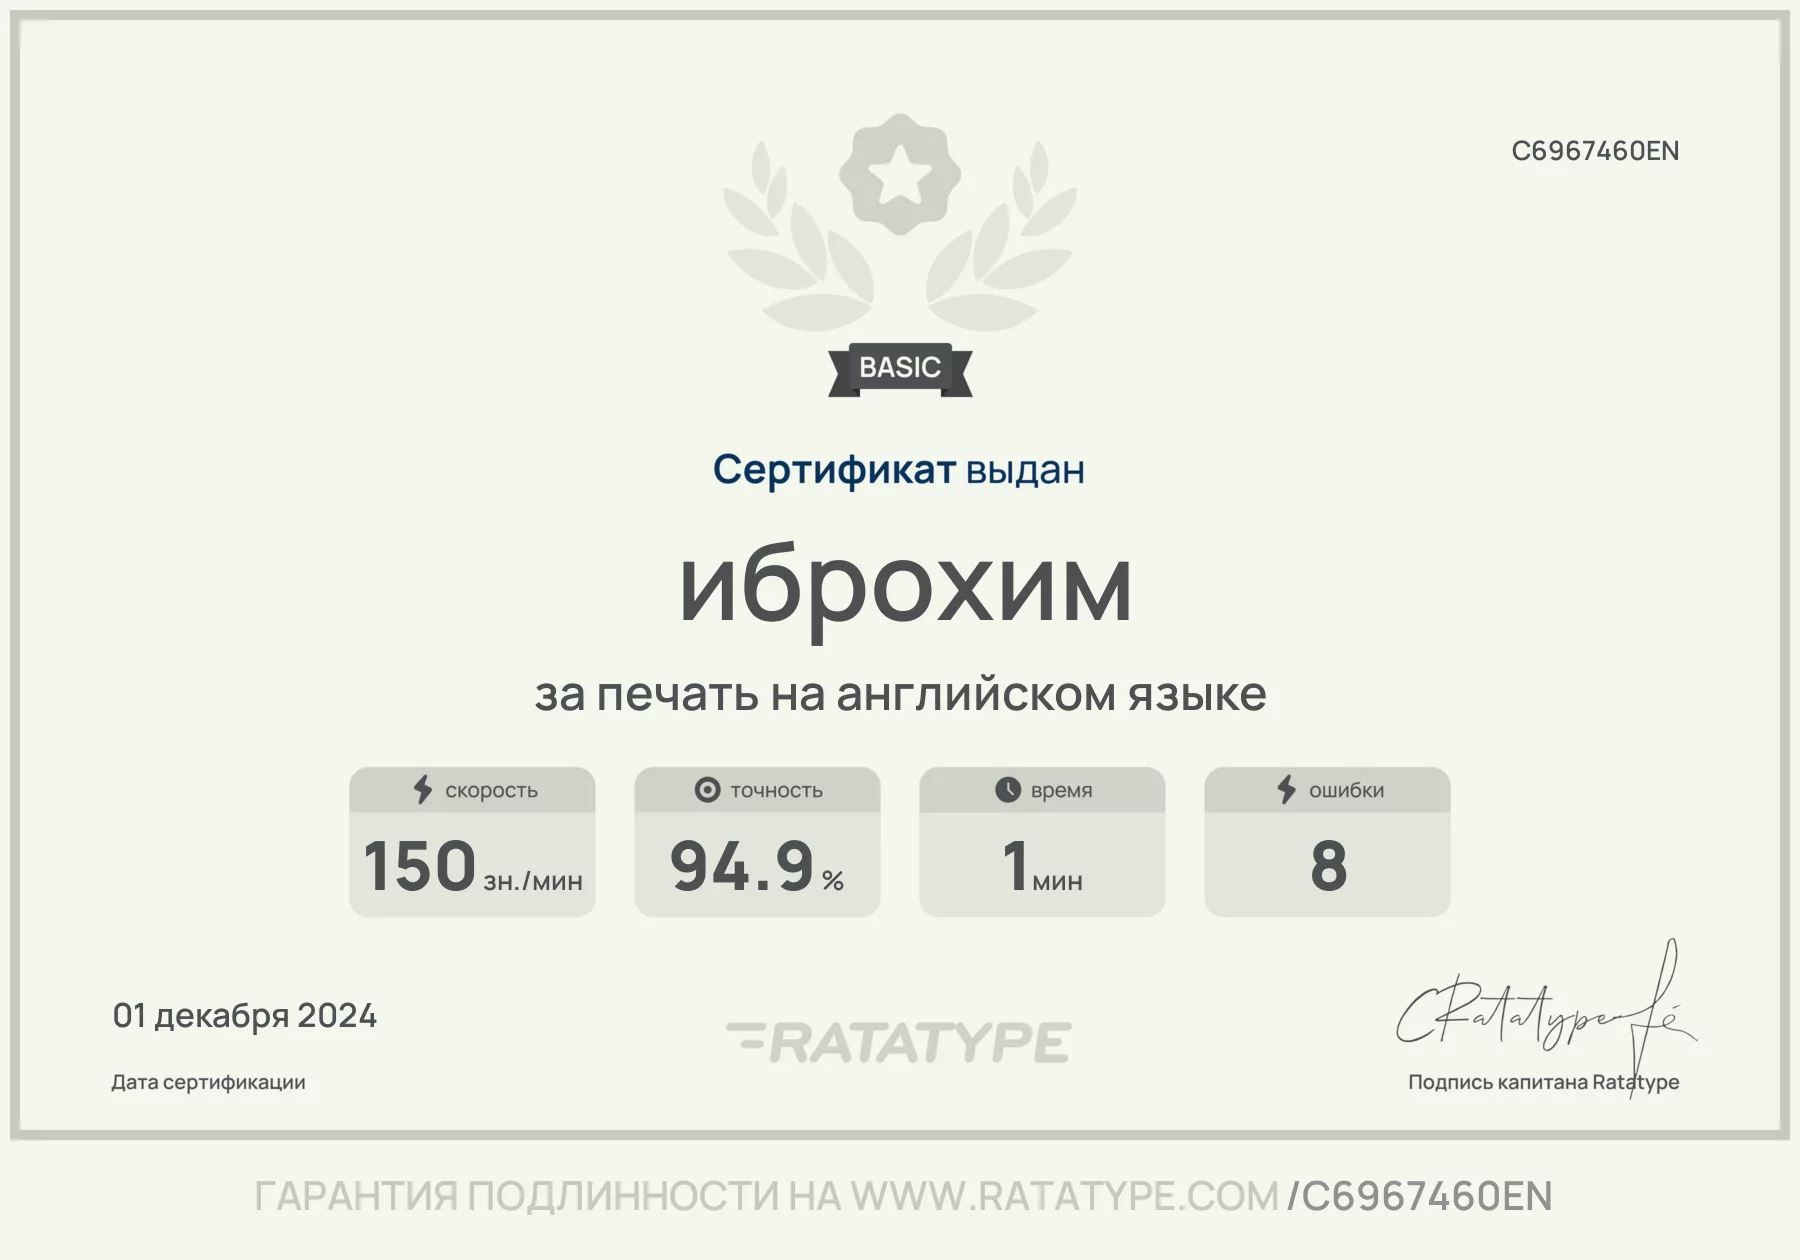 C6967460EN
BASIC
Сертификат выдан
иброхим
за печать на английском языке
скорость
150 зн./мин
точность
94.9 %
время
1 мин
ошибки
8
01 декабря 2024
Дата сертификации
RATATYPE
Ratatype
Подпись капитана Ratatype
ГАРАНТИЯ ПОДЛИННОСТИ НА WWW.RATATYPE.COM /C6967460EN